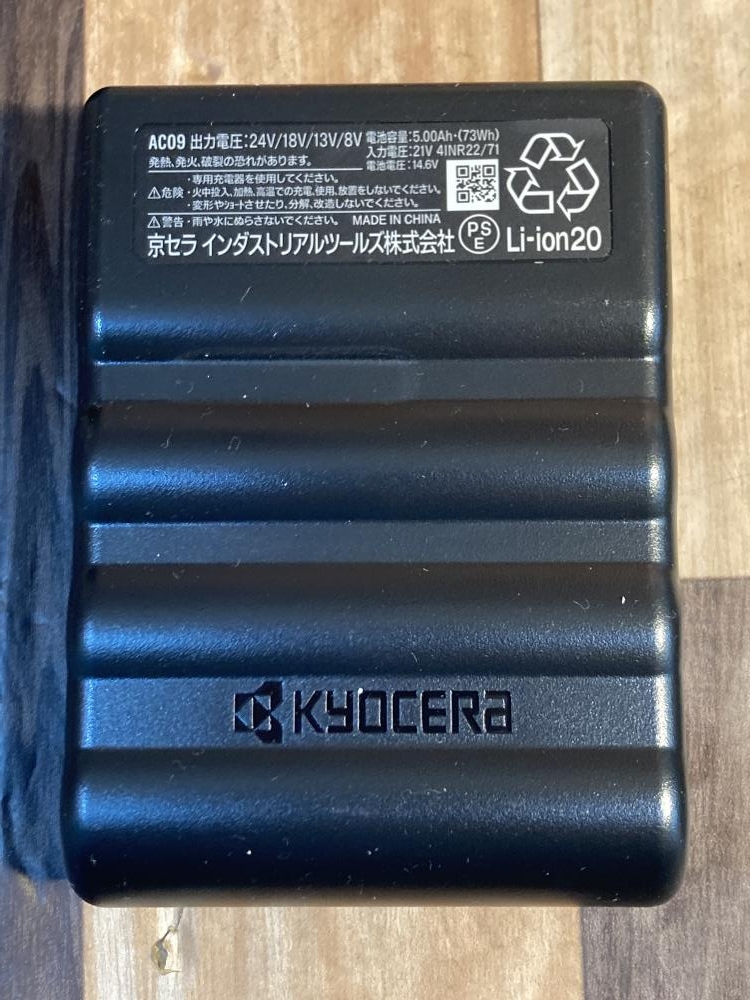 AC09 出力電圧:24V/18V/13V/8V 電池容量:5.00Ah・(73Wh)
入力電圧:21V 4INR22/71
電池電圧:14.6V
発熱、発火、破裂の恐れがあります。
⚠危険
・専用充電器を使用してください。
・火中投入、加熱、高温での充電、使用、放置をしないでください。
・変形やショートさせたり、分解、改造しないでください。
⚠警告・雨や水にぬらさないでください。 MADE IN CHINA
京セラ インダストリアルツールズ株式会社 PSE Li-ion20
KYOCERA